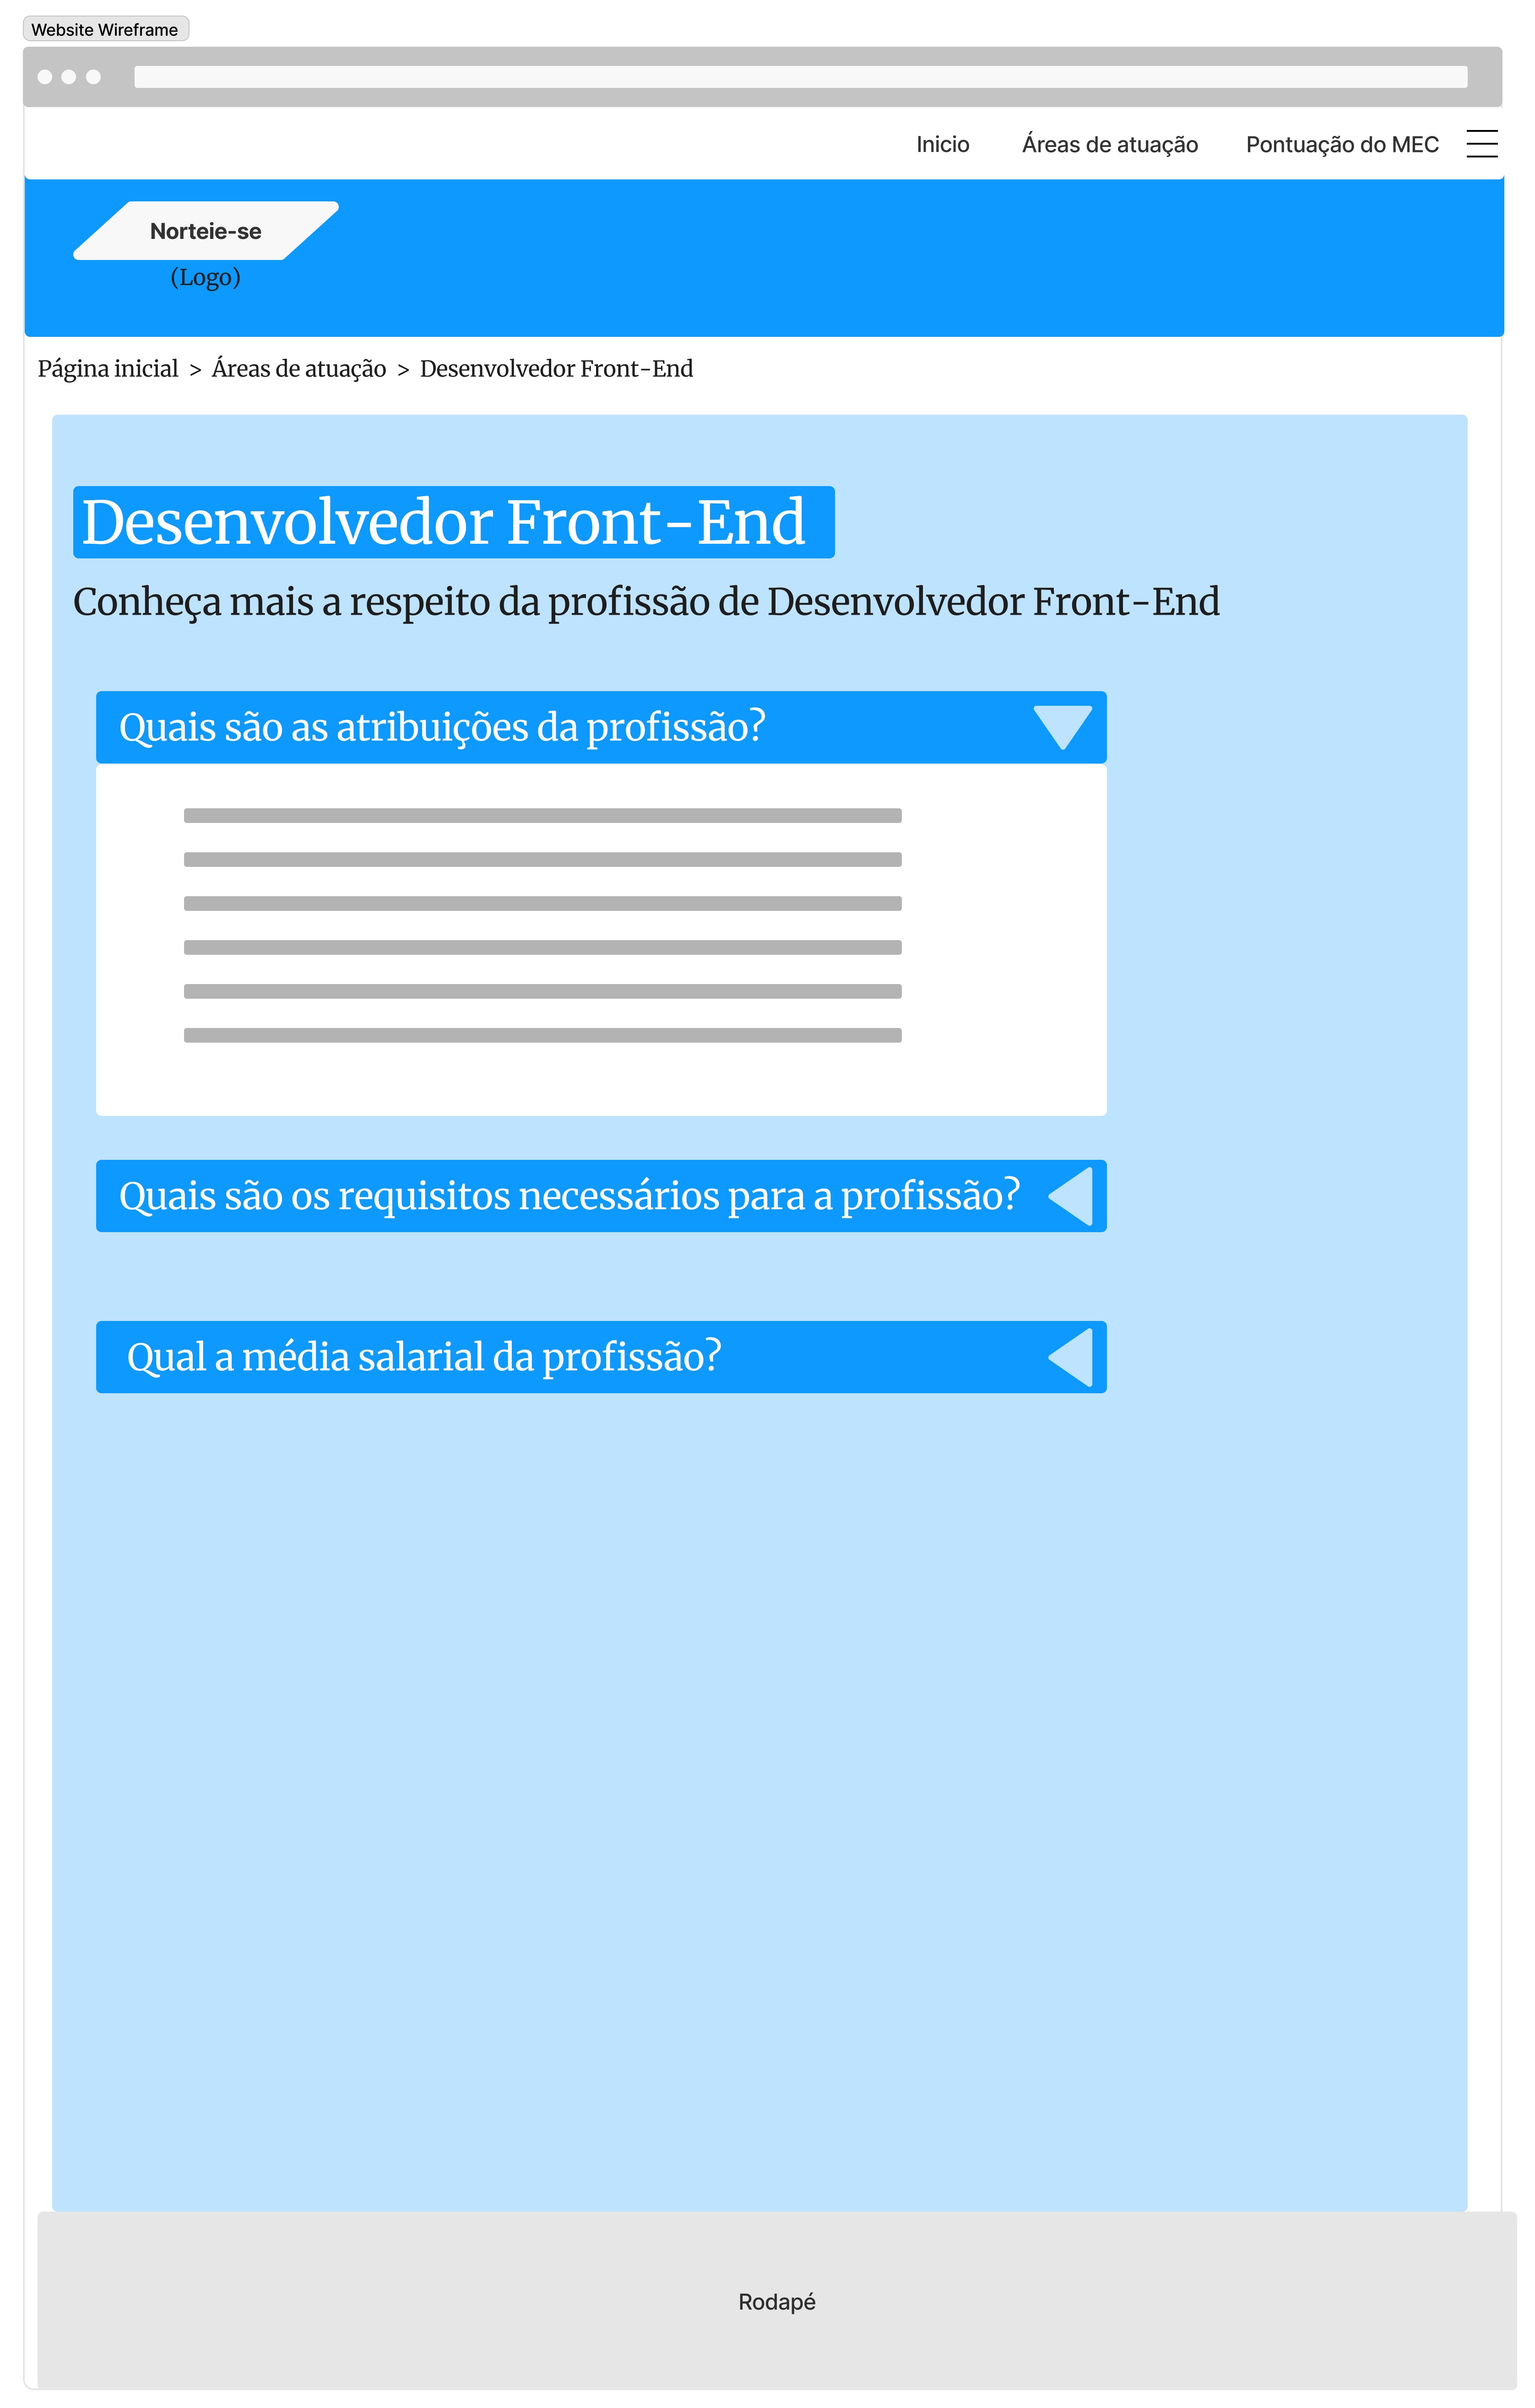 Website Wireframe
Inicio Áreas de atuação Pontuação do MEC
Norteie-se
(Logo)
Página inicial > Áreas de atuação > Desenvolvedor Front-End
Desenvolvedor Front-End
Conheça mais a respeito da profissão de Desenvolvedor Front-End
Quais são as atribuições da profissão?
Quais são os requisitos necessários para a profissão?
Qual a média salarial da profissão?
Rodapé